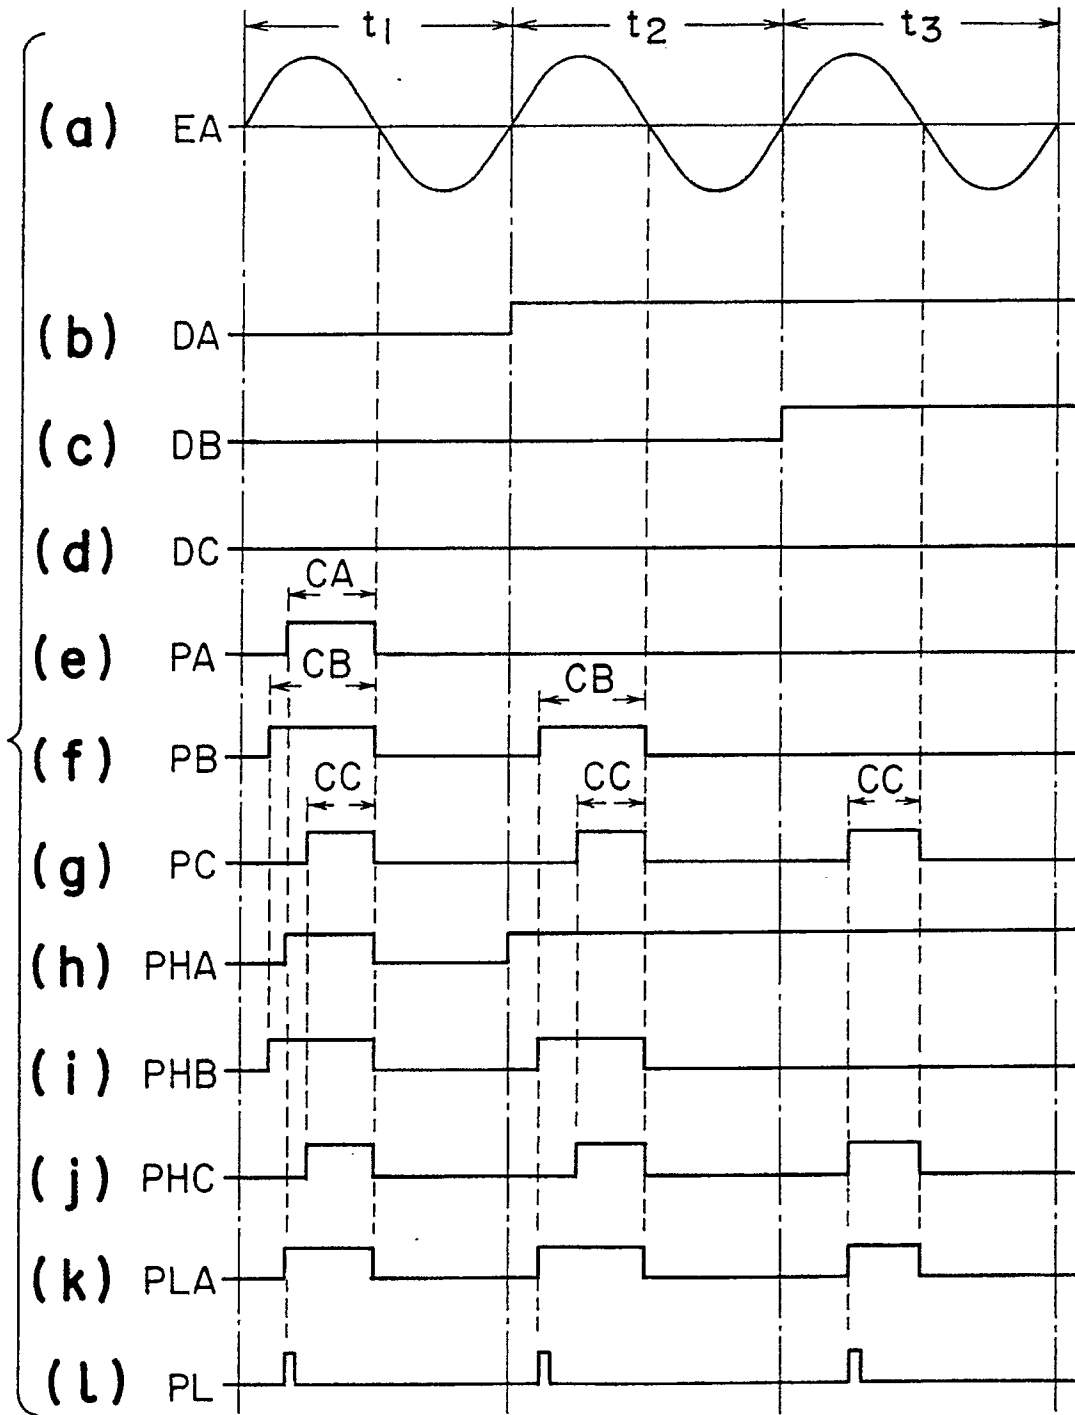 t1 t2 t3
(a) EA
(b) DA
(c) DB
(d) DC
CA
(e) PA
CB CB
(f) PB
CC CC CC
(g) PC
(h) PHA
(i) PHB
(j) PHC
(k) PLA
(l) PL